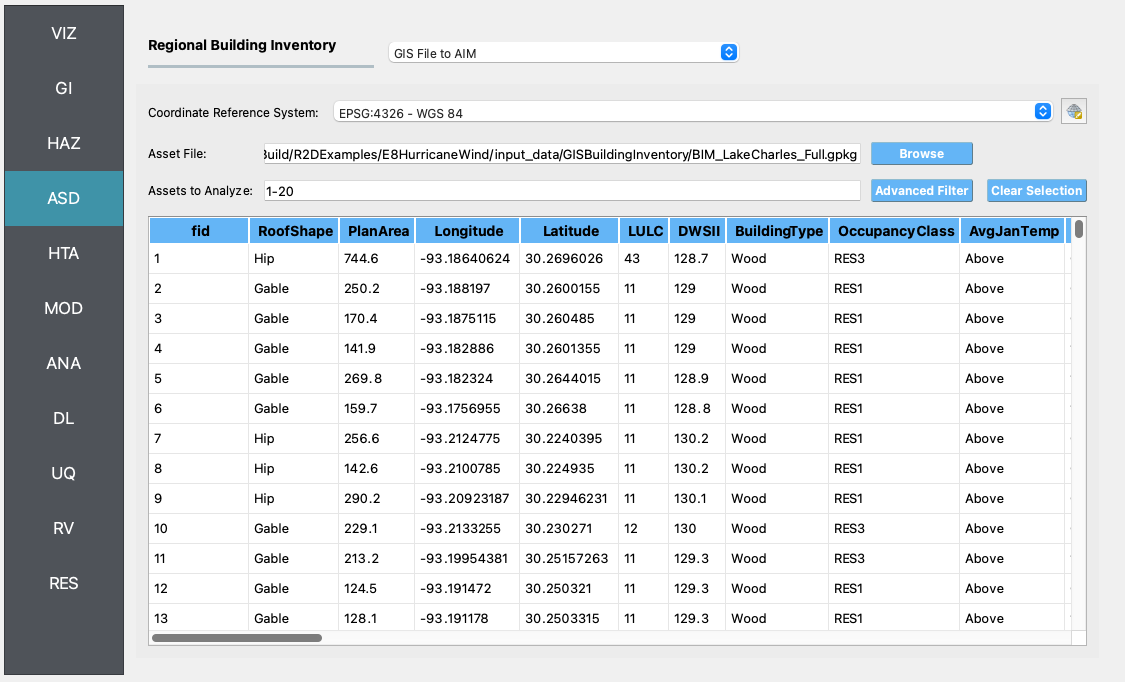 VIZ
GI
HAZ
ASD
HTA
MOD
ANA
DL
UQ
RV
RES
Regional Building Inventory
GIS File to AIM
Coordinate Reference System: EPSG:4326 - WGS 84
Asset File: Build/R2DExamples/E8HurricaneWind/input_data/GISBuildingInventory/BIM_LakeCharles_Full.gpkg Browse
Assets to Analyze: 1-20 Advanced Filter Clear Selection
fid RoofShape PlanArea Longitude Latitude LULC DWSII BuildingType OccupancyClass AvgJanTemp
1 Hip 744.6 -93.18640624 30.2696026 43 128.7 Wood RES3 Above
2 Gable 250.2 -93.188197 30.2600155 11 129 Wood RES1 Above
3 Gable 170.4 -93.1875115 30.260485 11 129 Wood RES1 Above
4 Gable 141.9 -93.182886 30.2601355 11 129 Wood RES1 Above
5 Gable 269.8 -93.182324 30.2644015 11 128.9 Wood RES1 Above
6 Gable 159.7 -93.1756955 30.26638 11 128.8 Wood RES1 Above
7 Hip 256.6 -93.2124775 30.2240395 11 130.2 Wood RES1 Above
8 Hip 142.6 -93.2100785 30.224935 11 130.2 Wood RES1 Above
9 Hip 290.2 -93.20923187 30.22946231 11 130.1 Wood RES1 Above
10 Gable 229.1 -93.2133255 30.230271 12 130 Wood RES3 Above
11 Gable 213.2 -93.19954381 30.25157263 11 129.3 Wood RES3 Above
12 Gable 124.5 -93.191472 30.250321 11 129.3 Wood RES1 Above
13 Gable 128.1 -93.191178 30.2503315 11 129.3 Wood RES1 Above